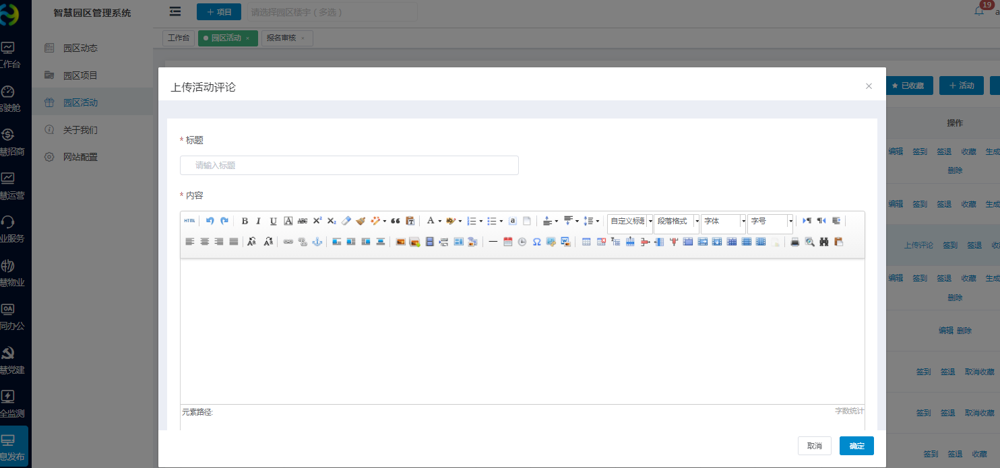 智慧园区管理系统
+ 项目
请选择园区楼宇（多选）
19
工作台
园区活动 ×
报名审核 ×
园区动态
园区项目
园区活动
关于我们
网站配置
工作台
驾驶舱
慧招商
慧运营
业服务
慧物业
OA
同办公
慧党建
全监测
息发布
上传活动评论
×
* 标题
请输入标题
* 内容
HTML
B I U A ABC X² X₂
自定义标题
段落格式
字体
字号
元素路径:
字数统计
取消
确定
★ 已收藏
+ 活动
操作
编辑 签到 签退 收藏 生成
删除
编辑 签到 签退 收藏 生成
上传评论 签到 签退 收
编辑 签到 签退 收藏 生成
删除
编辑 删除
签到 签退 取消收藏
签到 签退 取消收藏
签到 签退 收藏